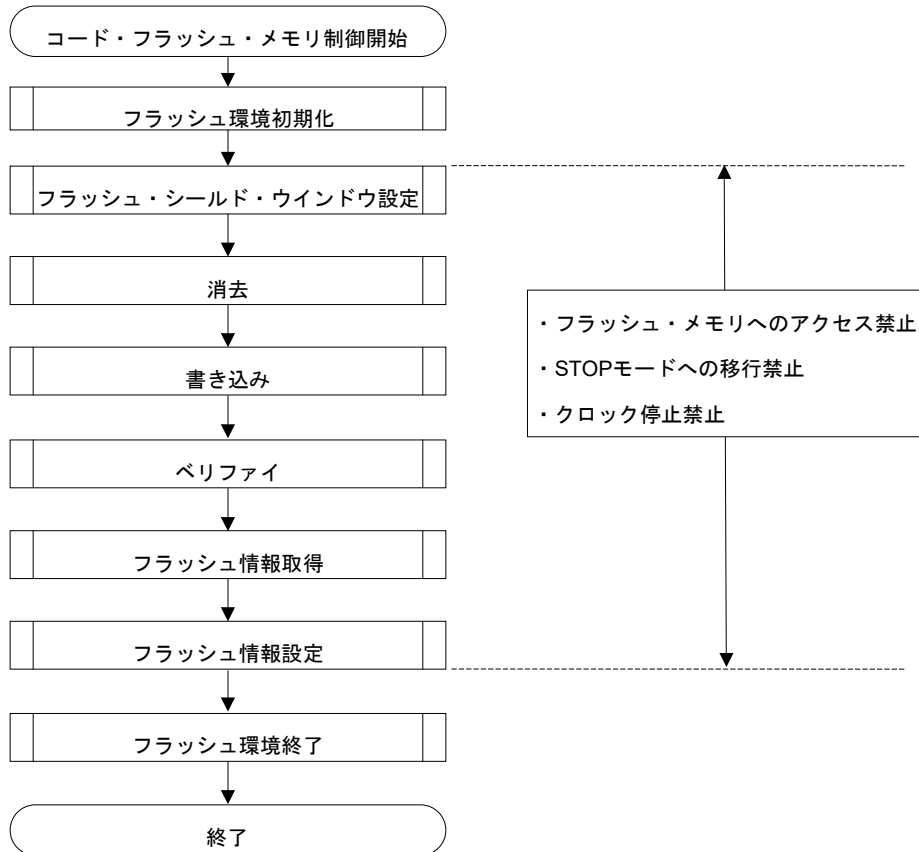 コード・フラッシュ・メモリ制御開始
フラッシュ環境初期化
フラッシュ・シールド・ウインドウ設定
消去
書き込み
ベリファイ
フラッシュ情報取得
フラッシュ情報設定
フラッシュ環境終了
終了
・フラッシュ・メモリへのアクセス禁止
・STOPモードへの移行禁止
・クロック停止禁止